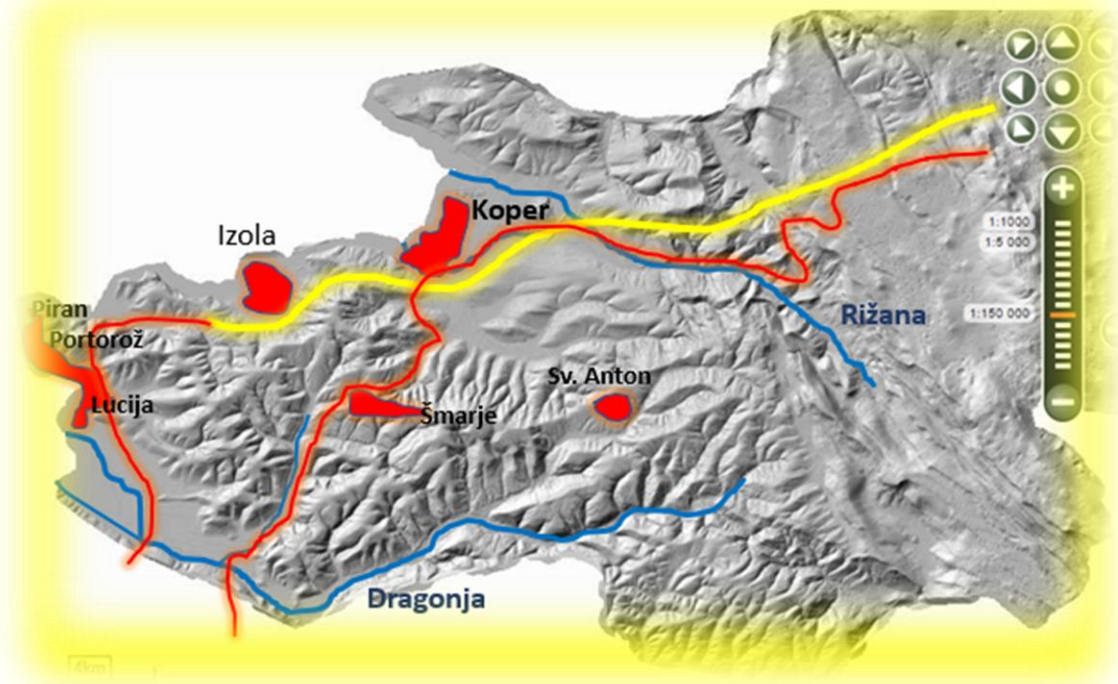 Koper
Izola
1:1000
1:5 000
1:150 000
Piran
Rižana
Portorož
Sv. Anton
Lucija
Šmarje
Dragonja
4km